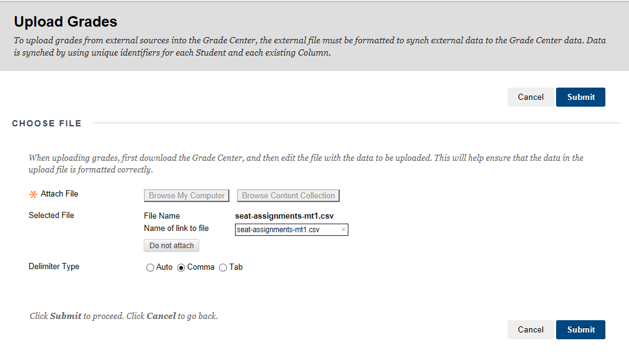 Upload Grades
To upload grades from external sources into the Grade Center, the external file must be formatted to synch external data to the Grade Center data. Data
is synched by using unique identifiers for each Student and each existing Column.
Cancel Submit
CHOOSE FILE
When uploading grades, first download the Grade Center, and then edit the file with the data to be uploaded. This will help ensure that the data in the
upload file is formatted correctly.
Attach File Browse My Computer Browse Content Collection
Selected File File Name seat-assignments-mt1.csv
Name of link to file seat-assignments-mt1.csv ×
Do not attach
Delimiter Type Auto Comma Tab
Click Submit to proceed. Click Cancel to go back.
Cancel Submit